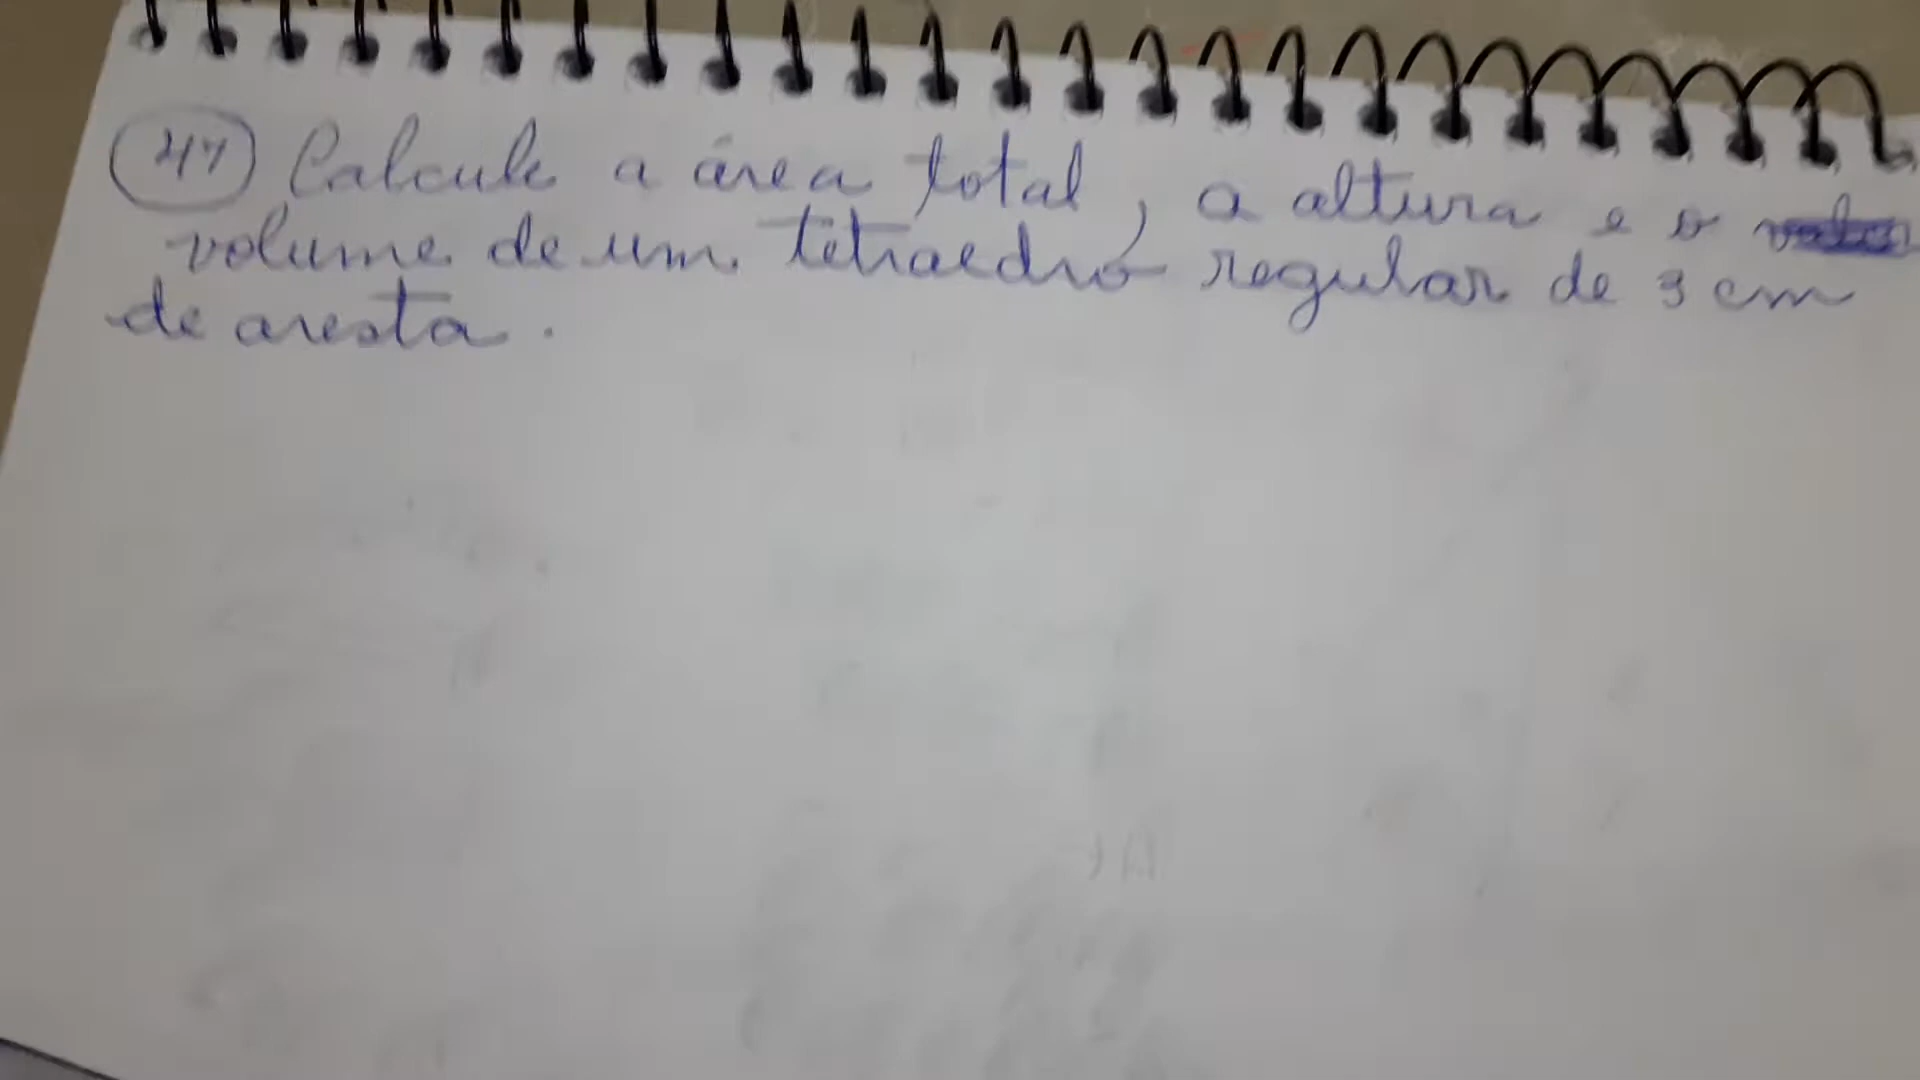 47 Calcule a área total, a altura e o
volume de um tetraedro regular de 3 cm
de aresta.